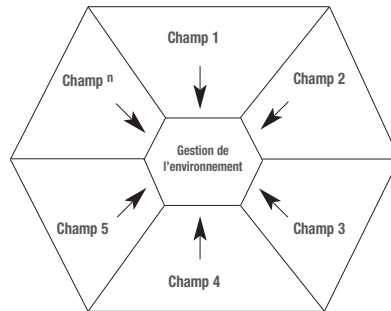 Champ 1
Champ ⁿ
Champ 2
Gestion de
l'environnement
Champ 5
Champ 3
Champ 4